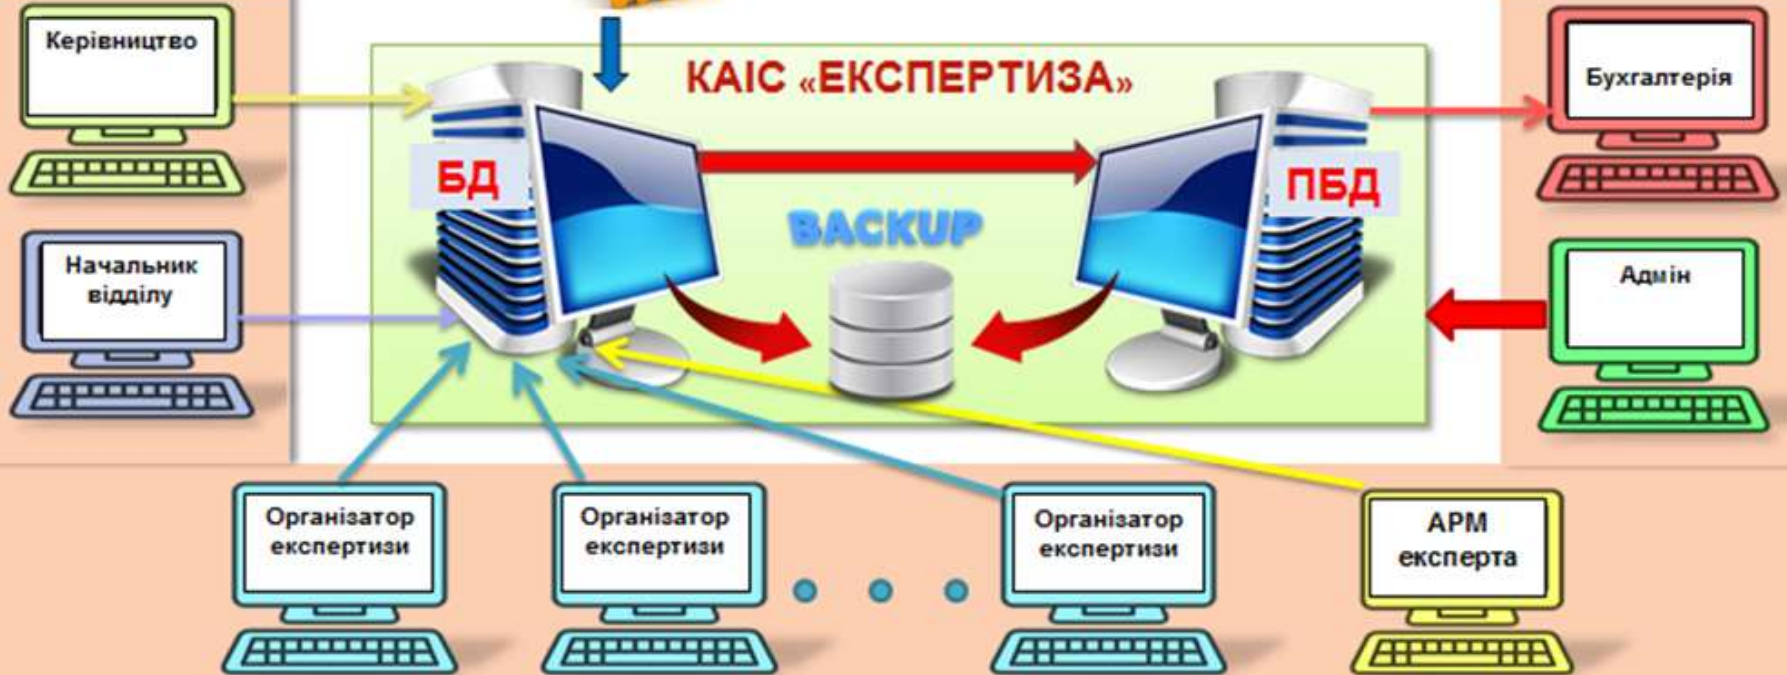 Керівництво
КАІС «ЕКСПЕРТИЗА»
Бухгалтерія
БД
ПБД
BACKUP
Начальник
відділу
Адмін
Організатор
експертизи
Організатор
експертизи
Організатор
експертизи
АРМ
експерта